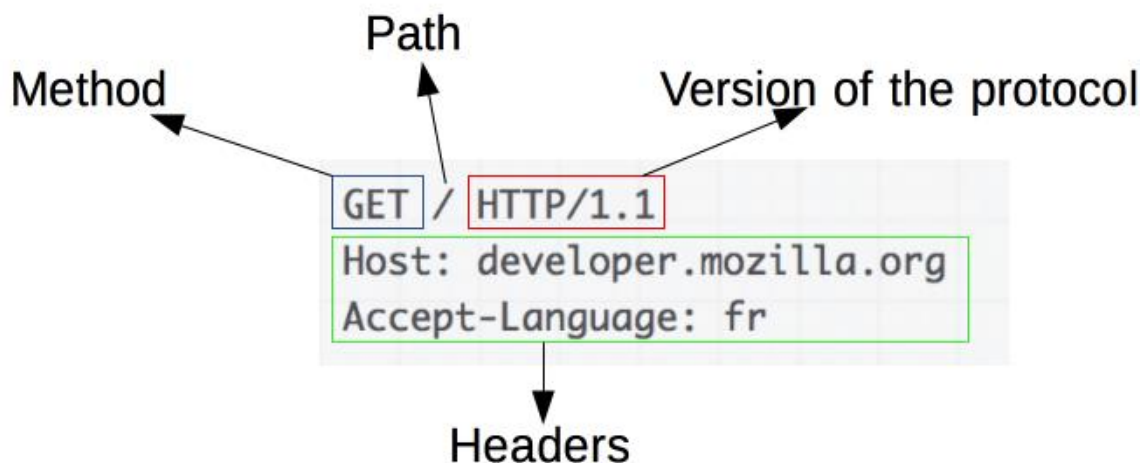 Path
Method
Version of the protocol
GET / HTTP/1.1
Host: developer.mozilla.org
Accept-Language: fr
Headers